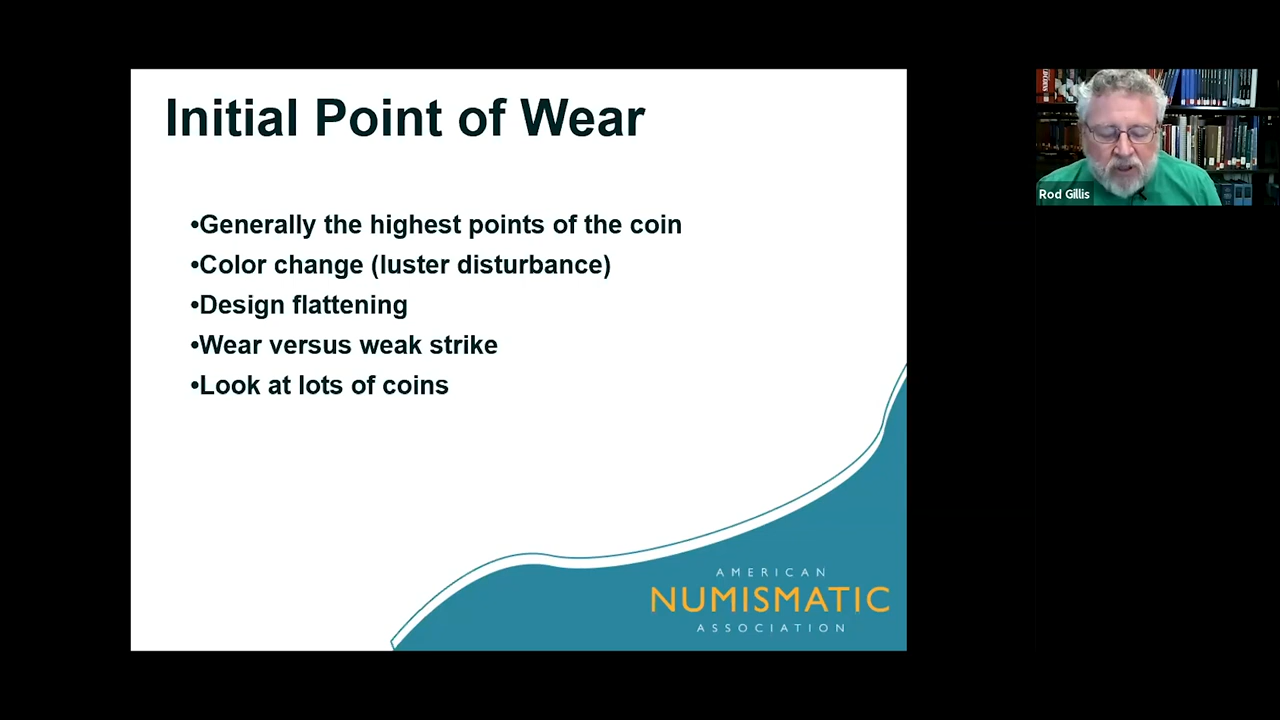 Initial Point of Wear
•Generally the highest points of the coin
•Color change (luster disturbance)
•Design flattening
•Wear versus weak strike
•Look at lots of coins
AMERICAN
NUMISMATIC
ASSOCIATION
Rod Gillis